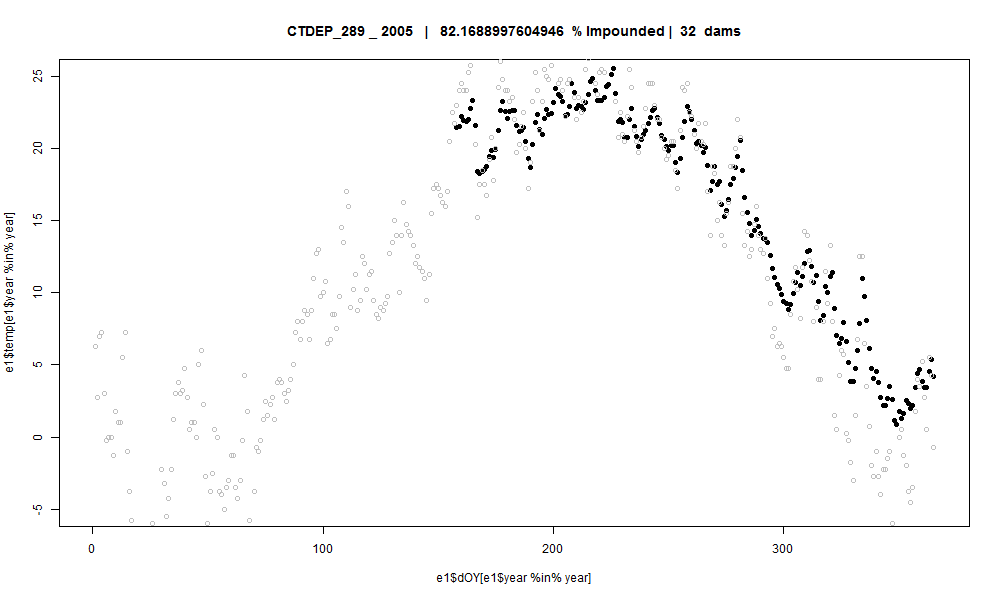 CTDEP_289 _ 2005 | 82.1688997604946 % Impounded | 32 dams
25
20
15
10
5
0
-5
e1$temp[e1$year %in% year]
0 100 200 300
e1$dOY[e1$year %in% year]